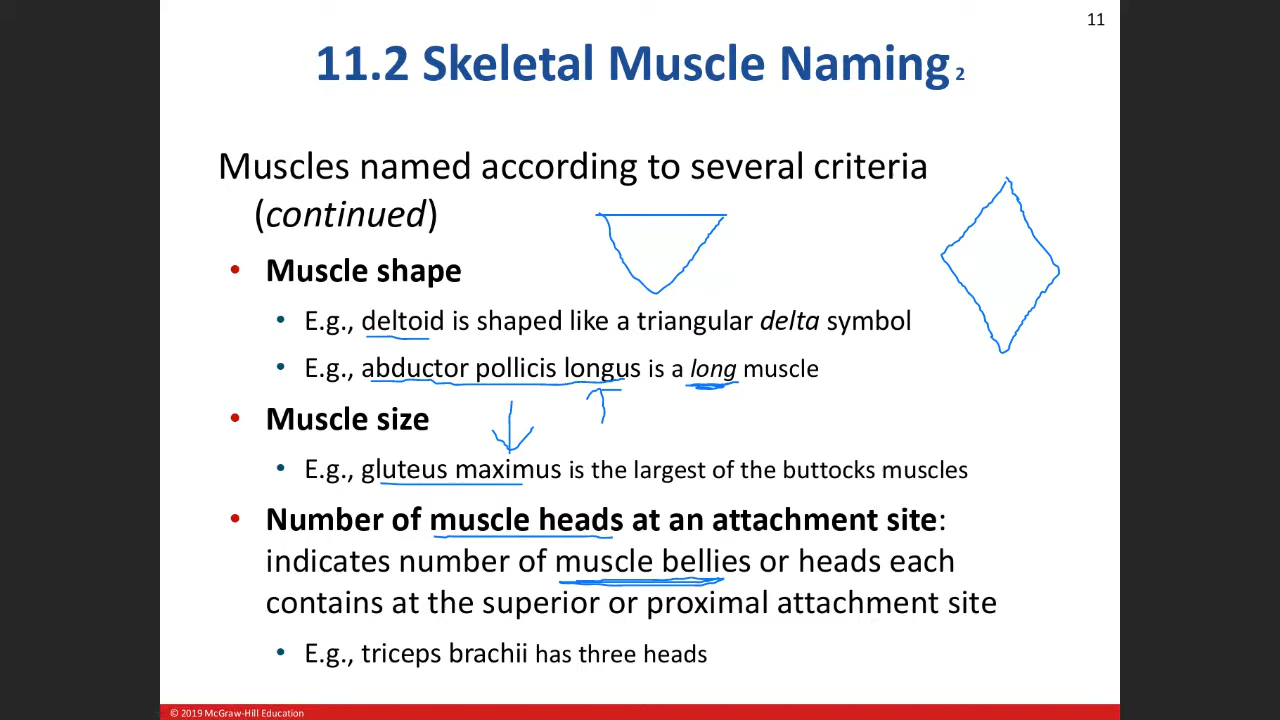 11
11.2 Skeletal Muscle Naming 2
Muscles named according to several criteria
(continued)
• Muscle shape
• E.g., deltoid is shaped like a triangular delta symbol
• E.g., abductor pollicis longus is a long muscle
• Muscle size
• E.g., gluteus maximus is the largest of the buttocks muscles
• Number of muscle heads at an attachment site:
indicates number of muscle bellies or heads each
contains at the superior or proximal attachment site
• E.g., triceps brachii has three heads
© 2019 McGraw-Hill Education